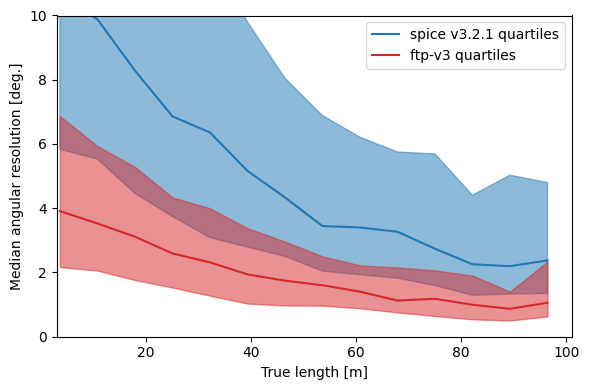 10
8
6
4
2
0
Median angular resolution [deg.]
spice v3.2.1 quartiles
ftp-v3 quartiles
20
40
60
80
100
True length [m]